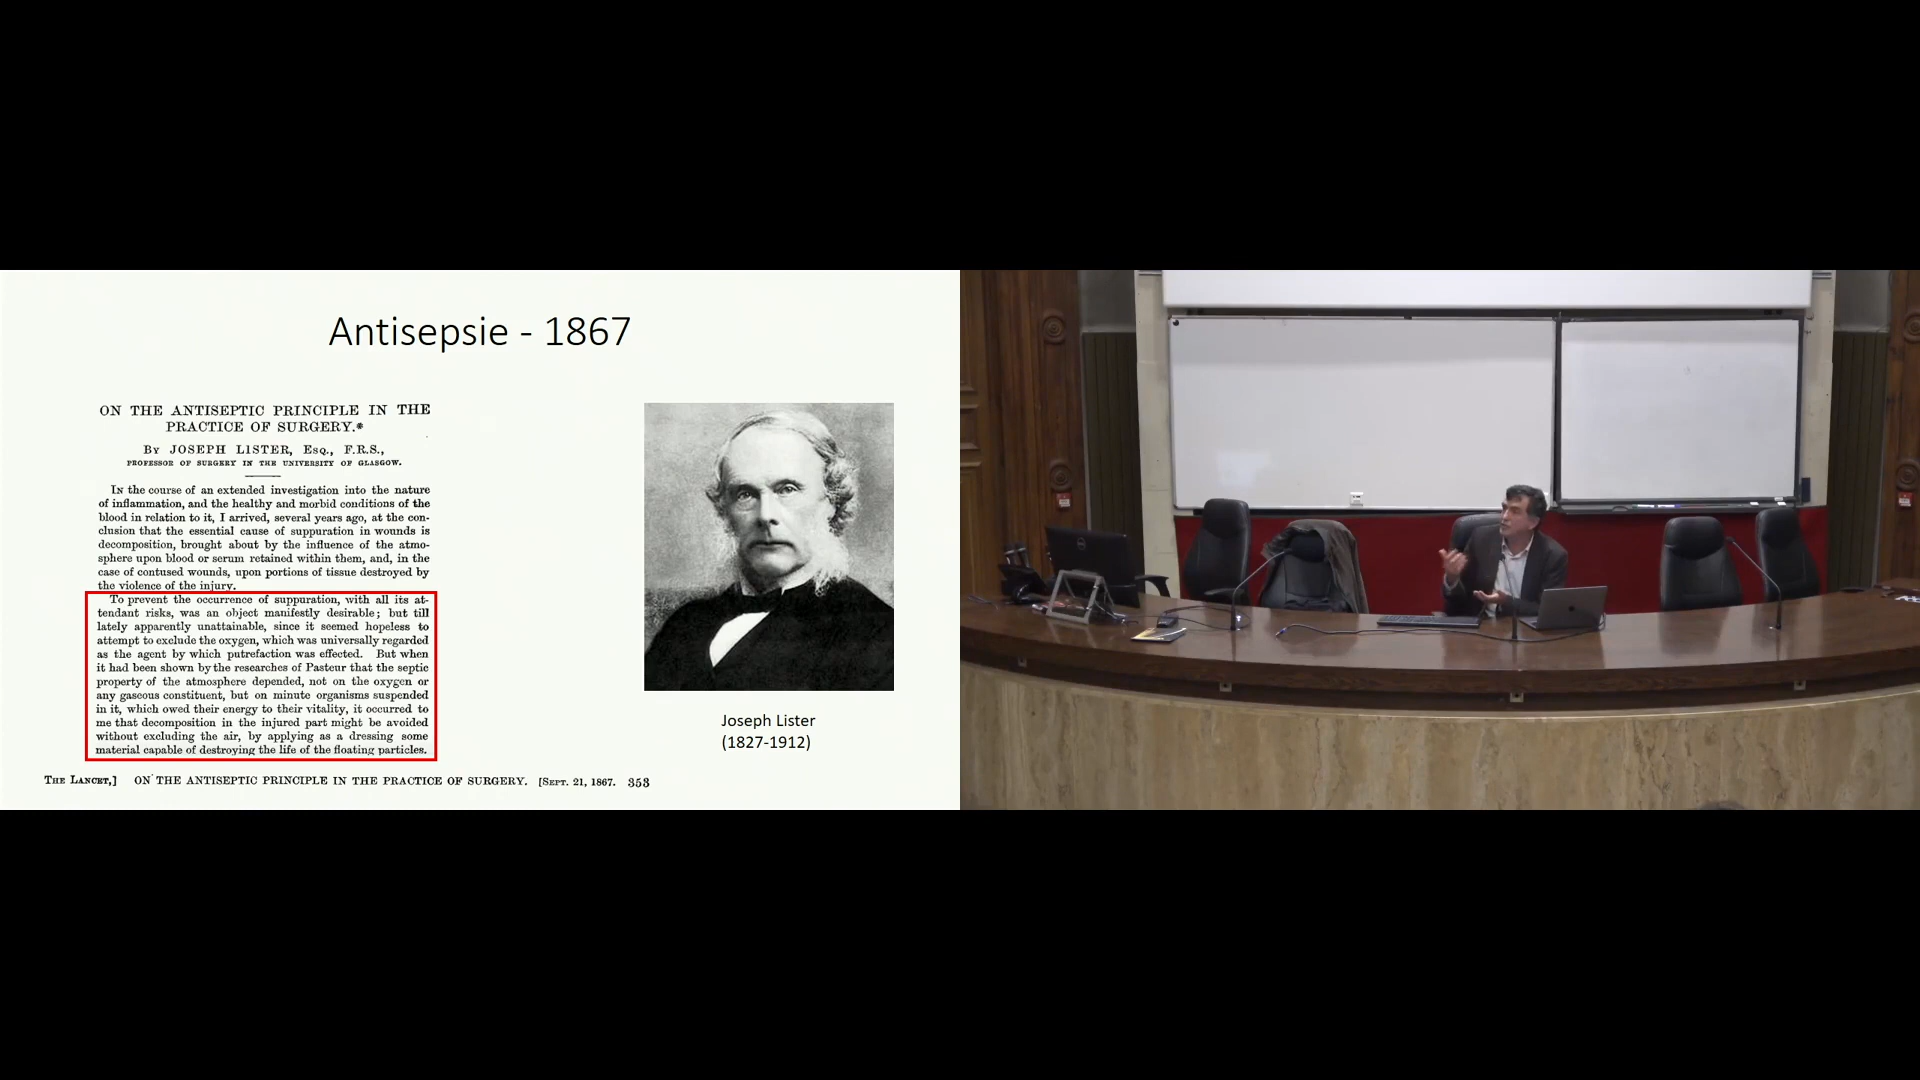 Antisepsie - 1867
ON THE ANTISEPTIC PRINCIPLE IN THE
PRACTICE OF SURGERY.*
BY JOSEPH LISTER, ESQ., F.R.S.,
PROFESSOR OF SURGERY IN THE UNIVERSITY OF GLASGOW.
IN the course of an extended investigation into the nature
of inflammation, and the healthy and morbid conditions of the
blood in relation to it, I arrived, several years ago, at the con-
clusion that the essential cause of suppuration in wounds is
decomposition, brought about by the influence of the atmo-
sphere upon blood or serum retained within them, and, in the
case of contused wounds, upon portions of tissue destroyed by
the violence of the injury.
To prevent the occurrence of suppuration, with all its at-
tendant risks, was an object manifestly desirable; but till
lately apparently unattainable, since it seemed hopeless to
attempt to exclude the oxygen, which was universally regarded
as the agent by which putrefaction was effected. But when
it had been shown by the researches of Pasteur that the septic
property of the atmosphere depended, not on the oxygen or
any gaseous constituent, but on minute organisms suspended
in it, which owed their energy to their vitality, it occurred to
me that decomposition in the injured part might be avoided
without excluding the air, by applying as a dressing some
material capable of destroying the life of the floating particles.
THE LANCET,] ON THE ANTISEPTIC PRINCIPLE IN THE PRACTICE OF SURGERY. [SEPT. 21, 1867. 353
Joseph Lister
(1827-1912)
DELL